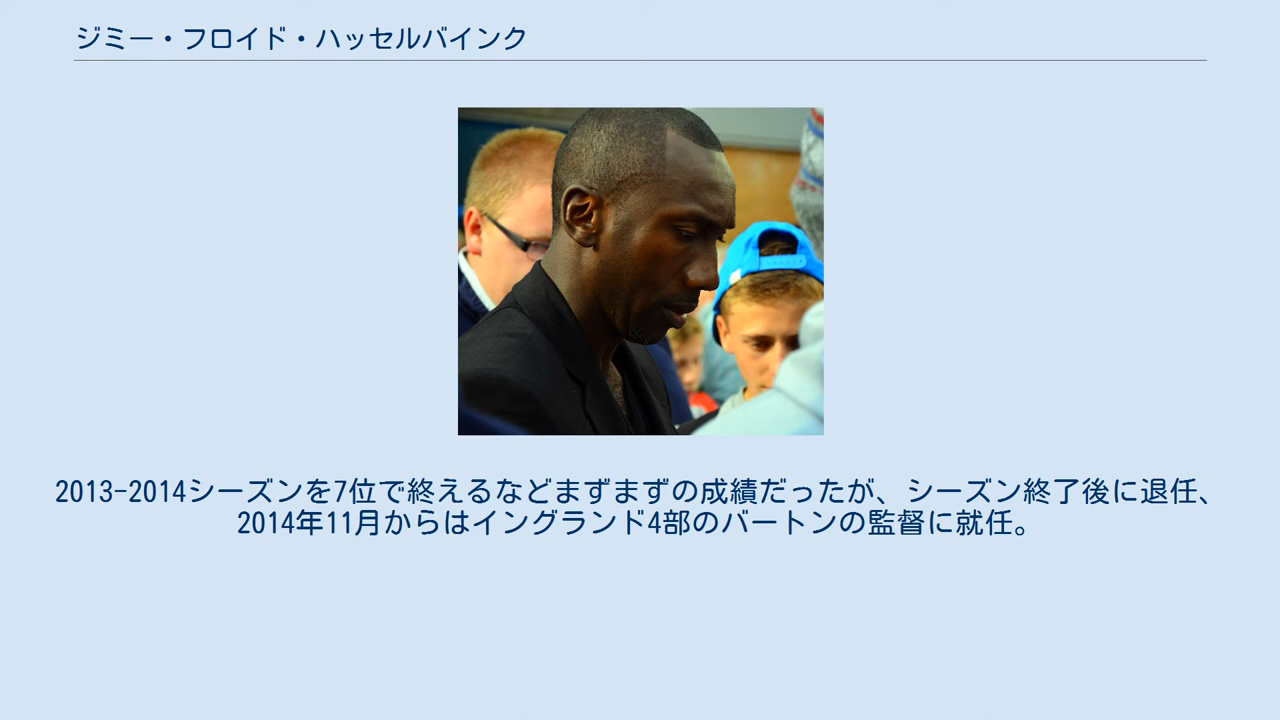 ジミー・フロイド・ハッセルバインク
2013-2014シーズンを7位で終えるなどまずまずの成績だったが、シーズン終了後に退任、
2014年11月からはイングランド4部のバートンの監督に就任。